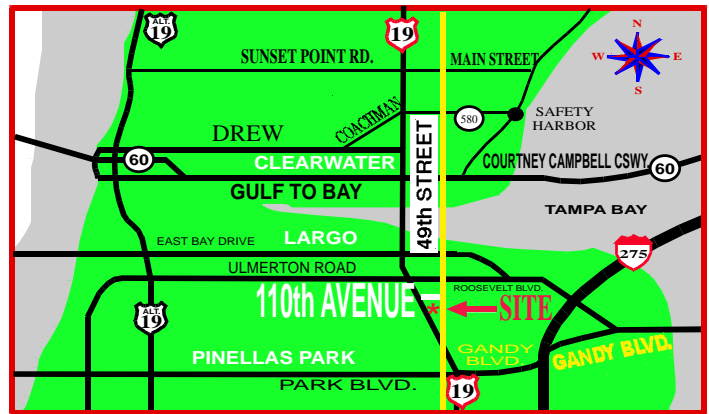 ALT.
19
19
N
W E
S
SUNSET POINT RD.
MAIN STREET
COACHMAN
580
SAFETY
HARBOR
DREW
49th STREET
60
CLEARWATER
COURTNEY CAMPBELL CSWY.
60
GULF TO BAY
TAMPA BAY
EAST BAY DRIVE
LARGO
275
ULMERTON ROAD
ROOSEVELT BLVD.
110th AVENUE
* SITE
ALT.
19
PINELLAS PARK
GANDY
BLVD.
GANDY BLVD.
PARK BLVD.
19